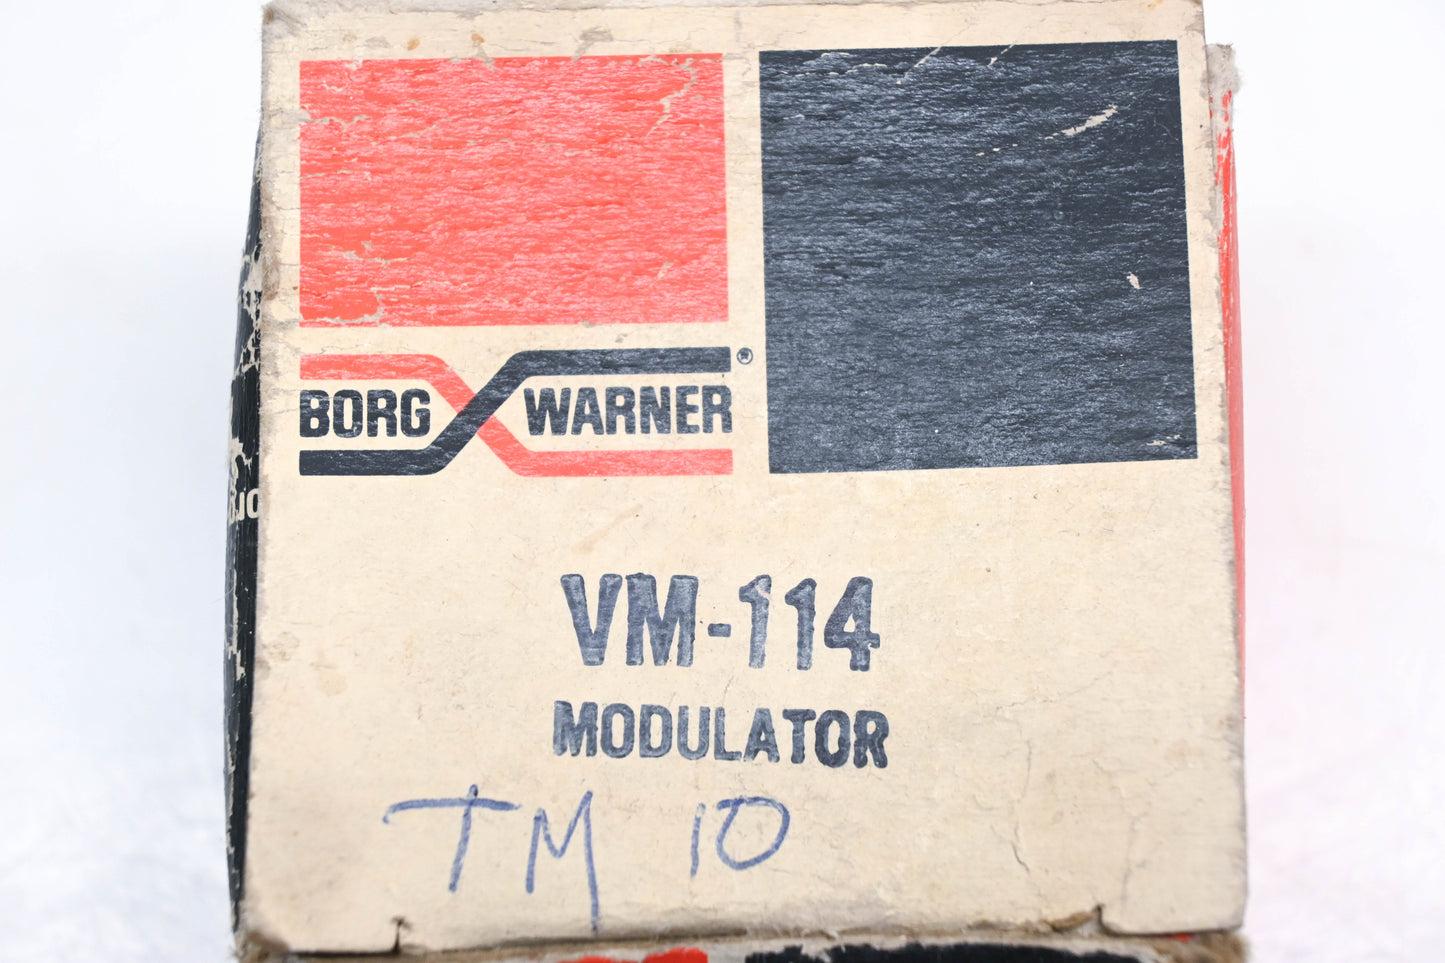 BORG WARNER ®
VM-114
MODULATOR
TM 10